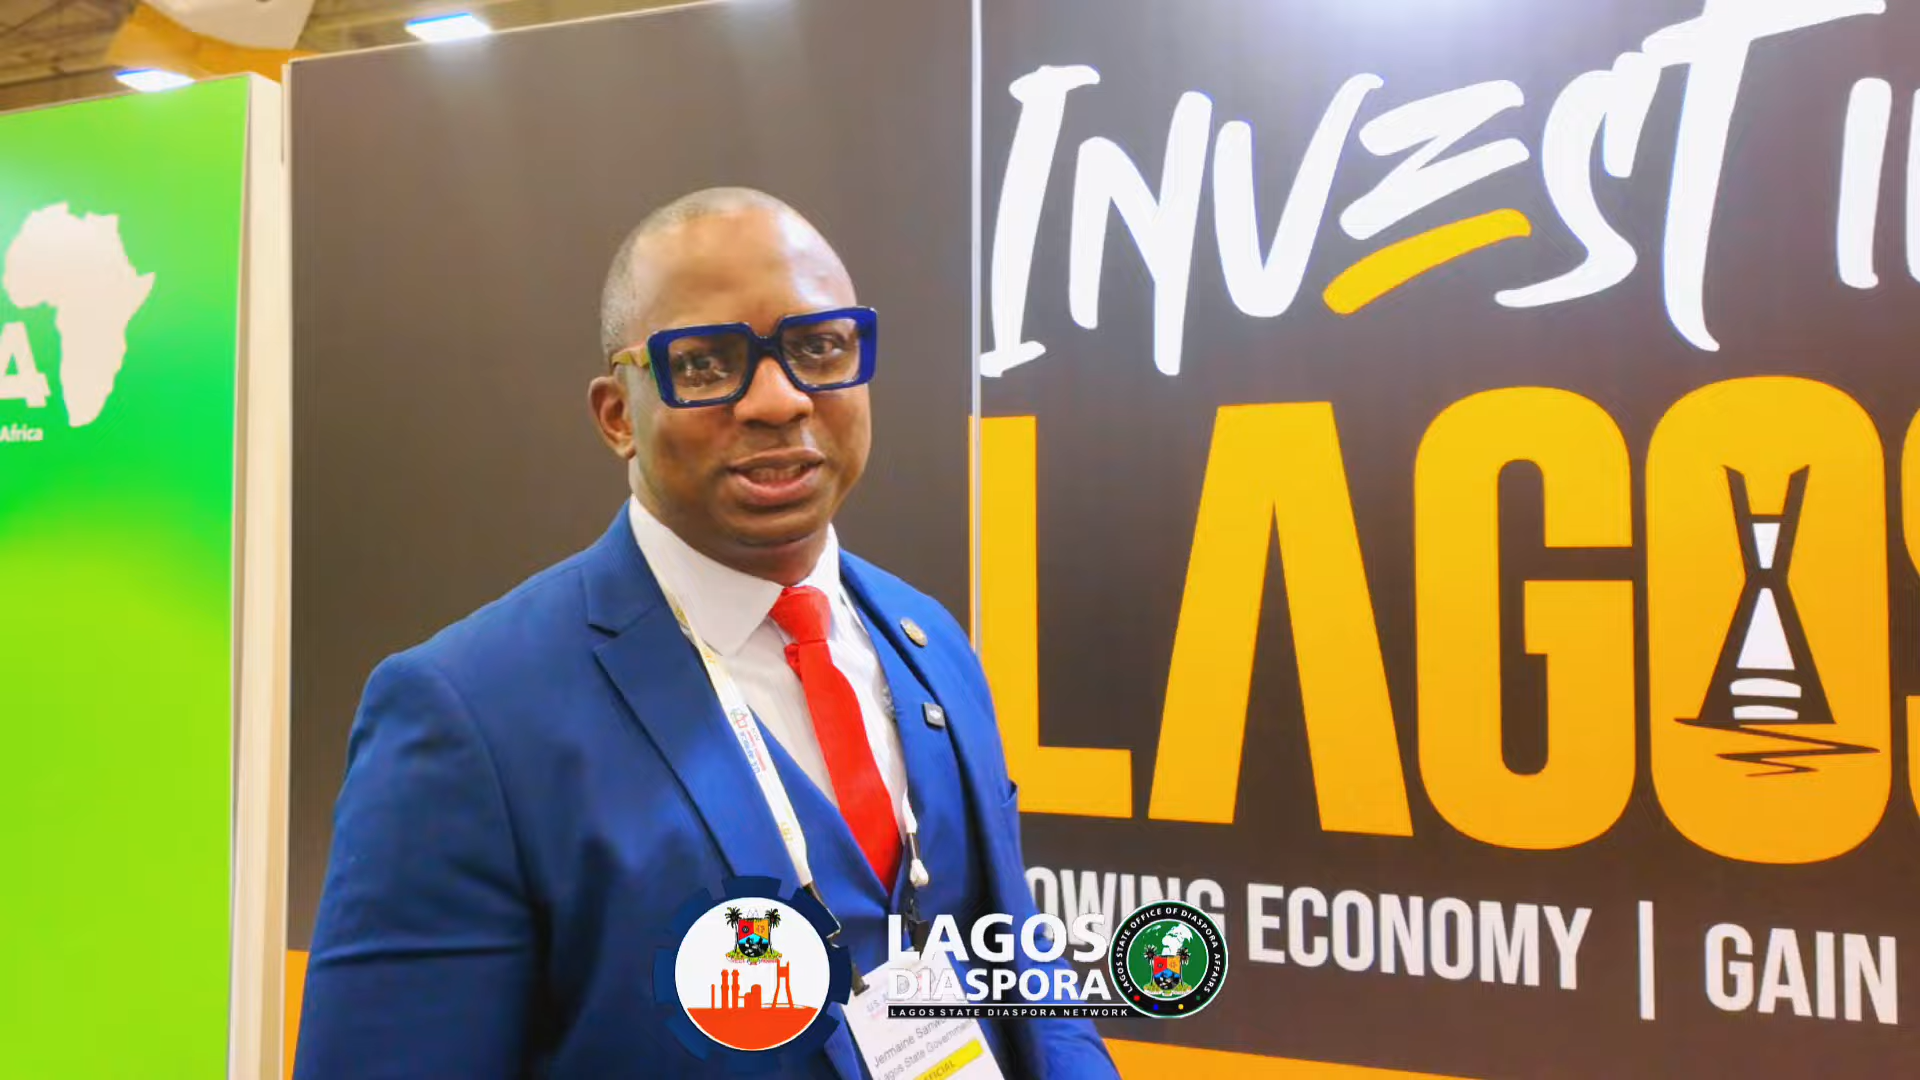 INVEST
LAGOS
ECONOMY | GAIN
A
Africa
LAGOS
DIASPORA
LAGOS STATE DIASPORA NETWORK
LAGOS STATE OFFICE OF DIASPORA AFFAIRS
Jermaine
Lagos State Government